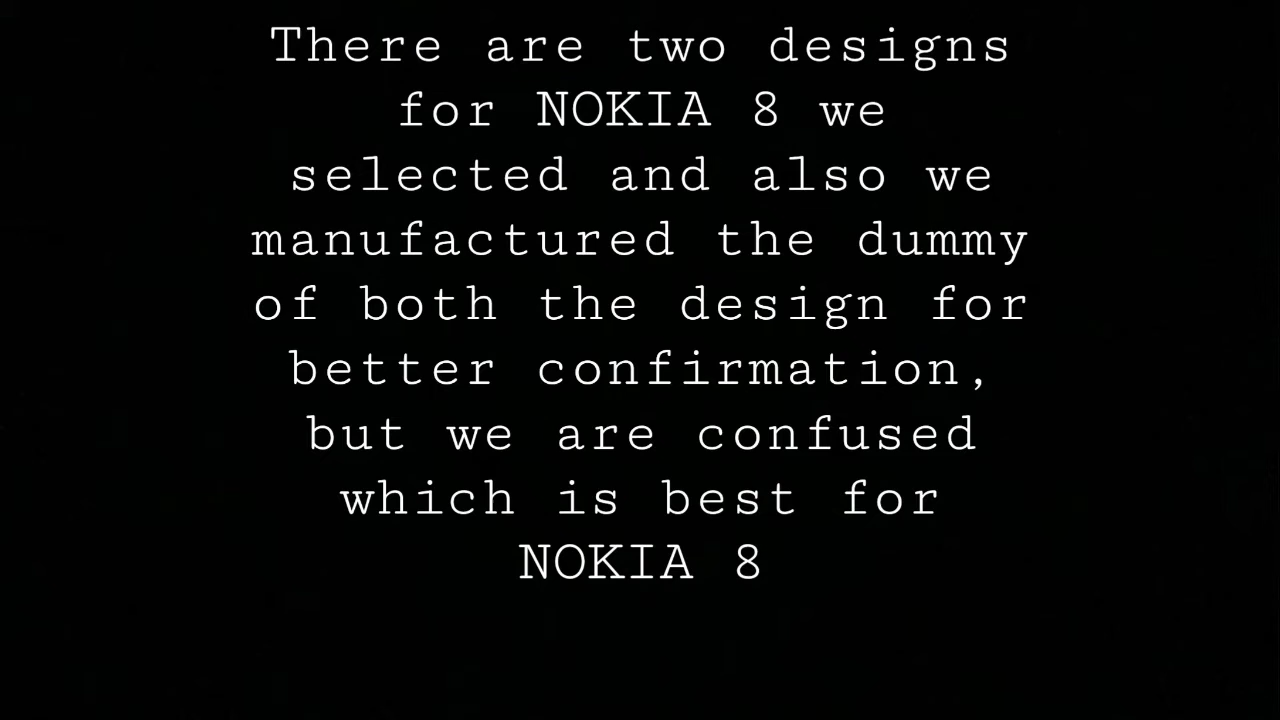 There are two designs
for NOKIA 8 we
selected and also we
manufactured the dummy
of both the design for
better confirmation,
but we are confused
which is best for
NOKIA 8